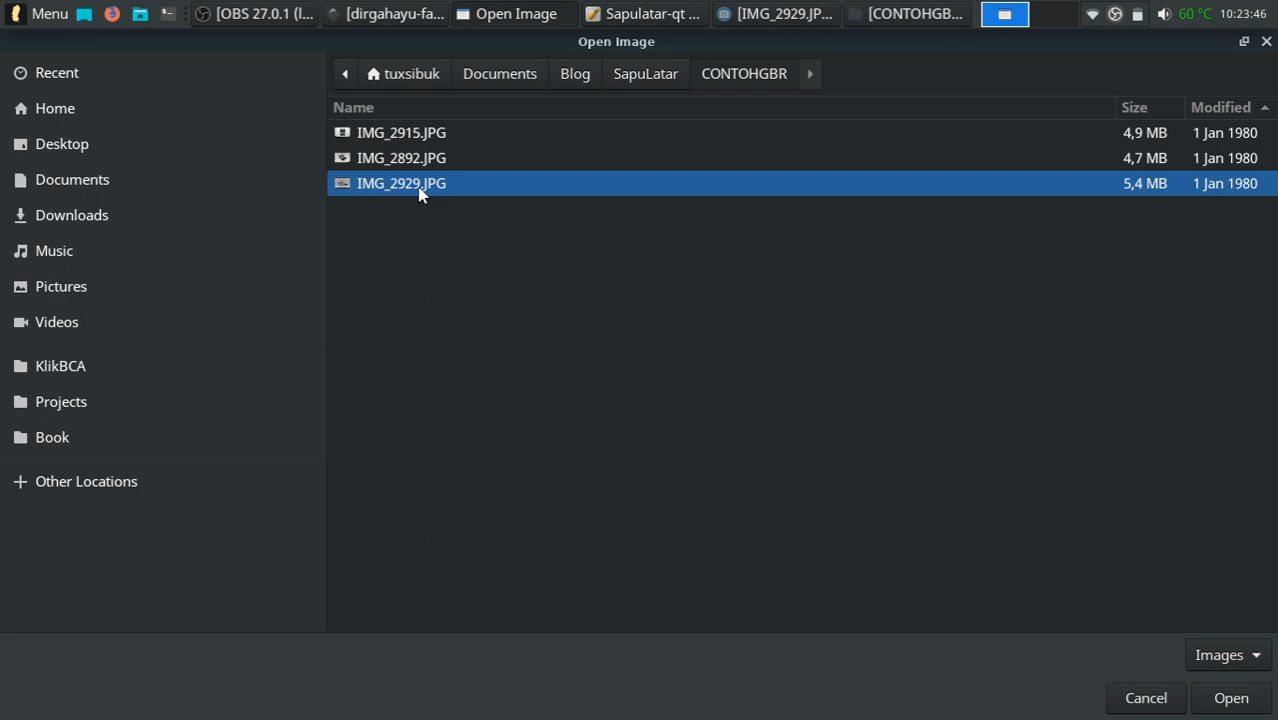 Menu [OBS 27.0.1 (l... [dirgahayu-fa... Open Image Sapulatar-qt ... [IMG_2929.JP... [CONTOHGB... 60 °C 10:23:46
Open Image
Recent
Home
Desktop
Documents
Downloads
Music
Pictures
Videos
KlikBCA
Projects
Book
Other Locations
tuxsibuk Documents Blog SapuLatar CONTOHGBR
Name Size Modified
IMG_2915.JPG 4,9 MB 1 Jan 1980
IMG_2892.JPG 4,7 MB 1 Jan 1980
IMG_2929.JPG 5,4 MB 1 Jan 1980
Images
Cancel Open